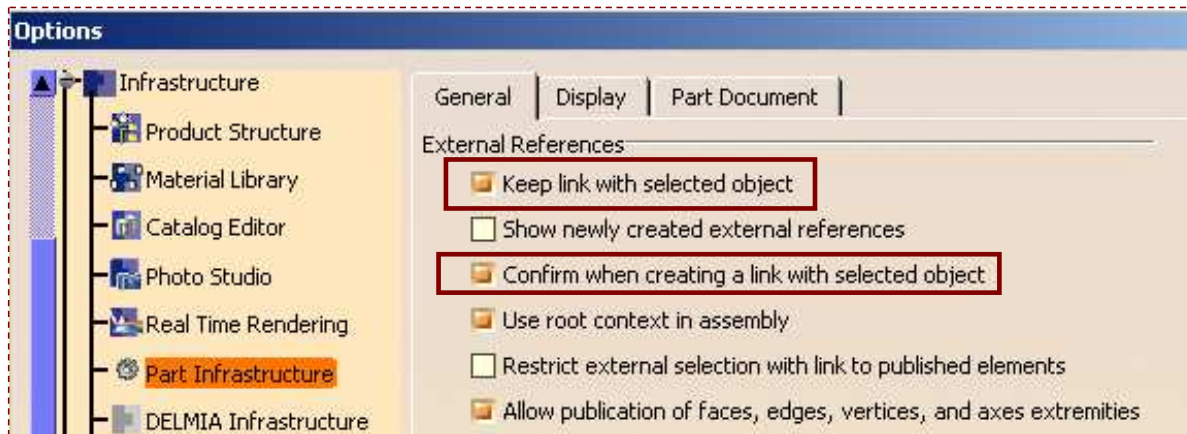 Options
Infrastructure
Product Structure
Material Library
Catalog Editor
Photo Studio
Real Time Rendering
Part Infrastructure
DELMIA Infrastructure
General
Display
Part Document
External References
Keep link with selected object
Show newly created external references
Confirm when creating a link with selected object
Use root context in assembly
Restrict external selection with link to published elements
Allow publication of faces, edges, vertices, and axes extremities